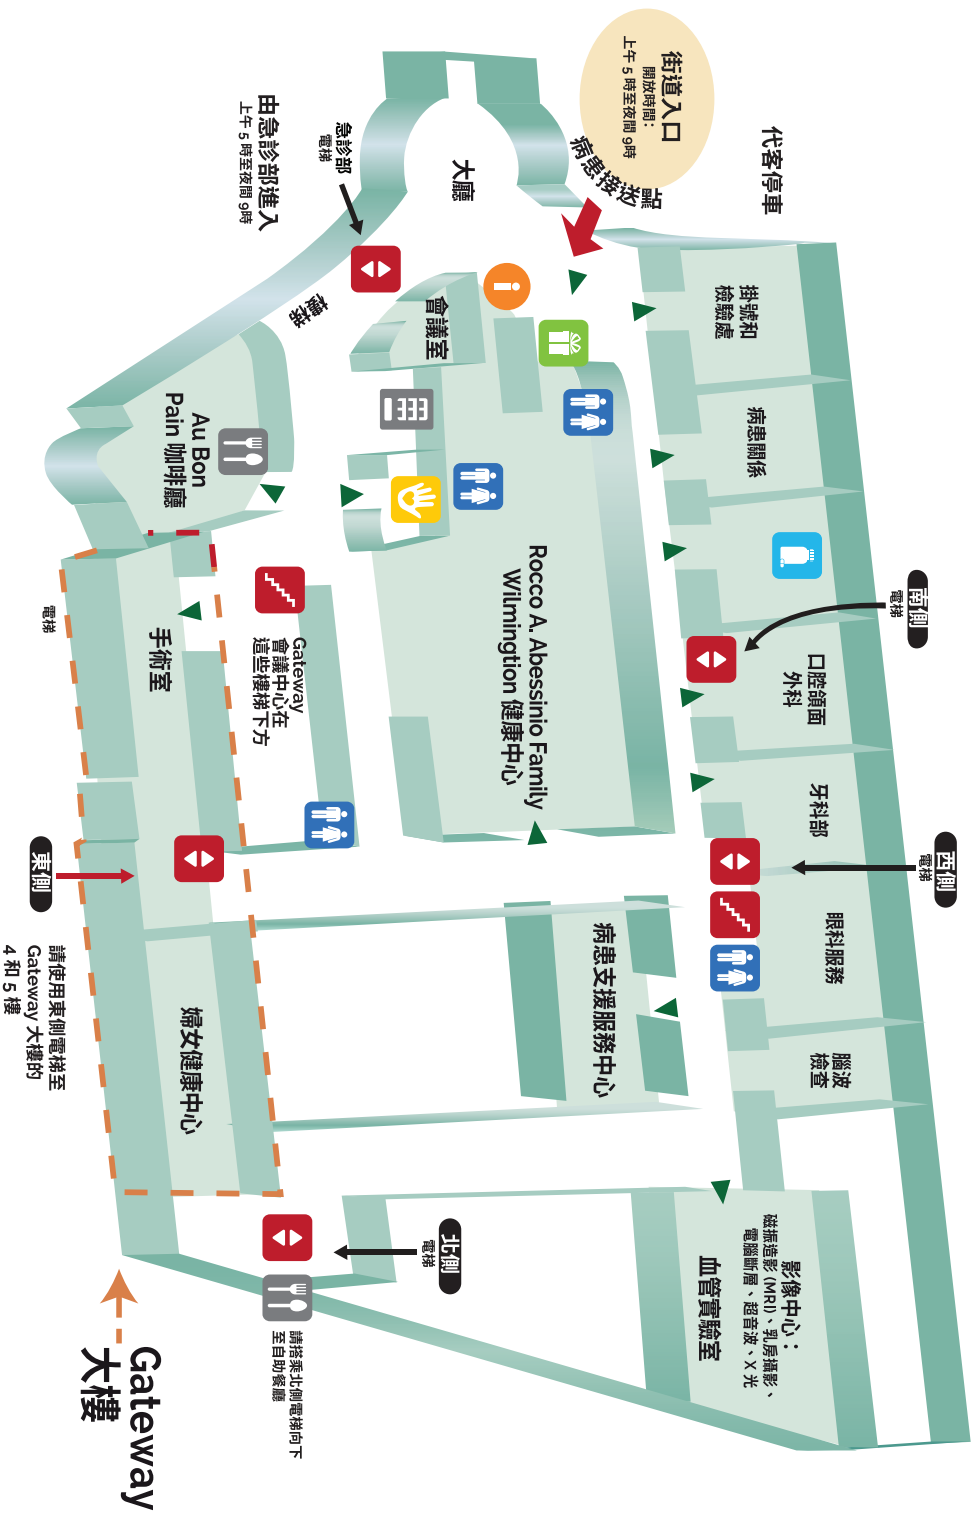 街道入口
開放時間：
上午 5 時至夜間 9時
病患接送點
代客停車
由急診部進入
上午 5 時至夜間 9時
急診部
電梯
大廳
樓梯
會議室
掛號和
檢驗處
病患關係
南側
電梯
口腔頜面
外科
牙科部
西側
電梯
眼科服務
腦波
檢查
Au Bon
Pain 咖啡廳
Rocco A. Abessinio Family
Wilmingtion 健康中心
Gateway
會議中心在
這些樓梯下方
手術室
電梯
東側
請使用東側電梯至
Gateway 大樓的
4 和 5 樓
婦女健康中心
病患支援服務中心
北側
電梯
請搭乘北側電梯向下
至自助餐廳
影像中心：
磁振造影 (MRI)、乳房攝影、
電腦斷層、超音波、X 光
血管實驗室
Gateway
大樓